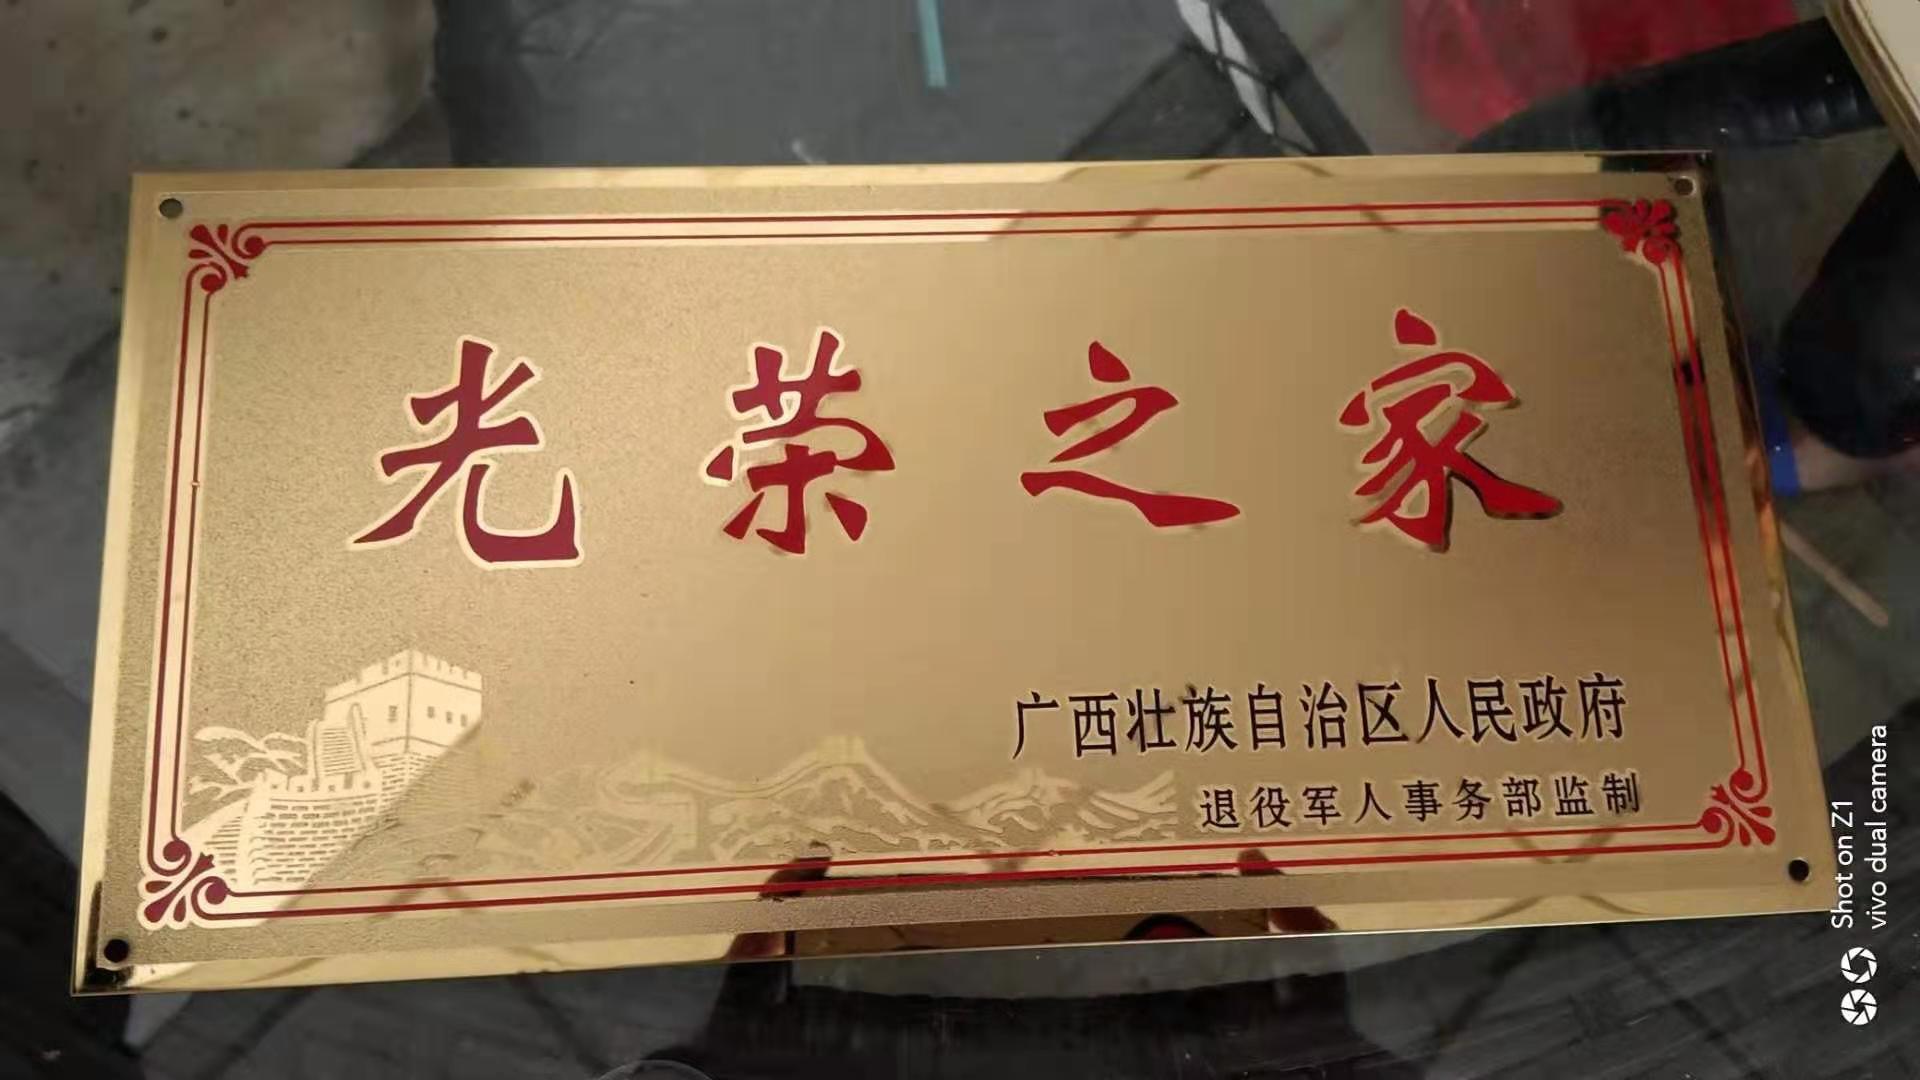 光荣之家
广西壮族自治区人民政府
退役军人事务部监制
Shot on Z1
vivo dual camera